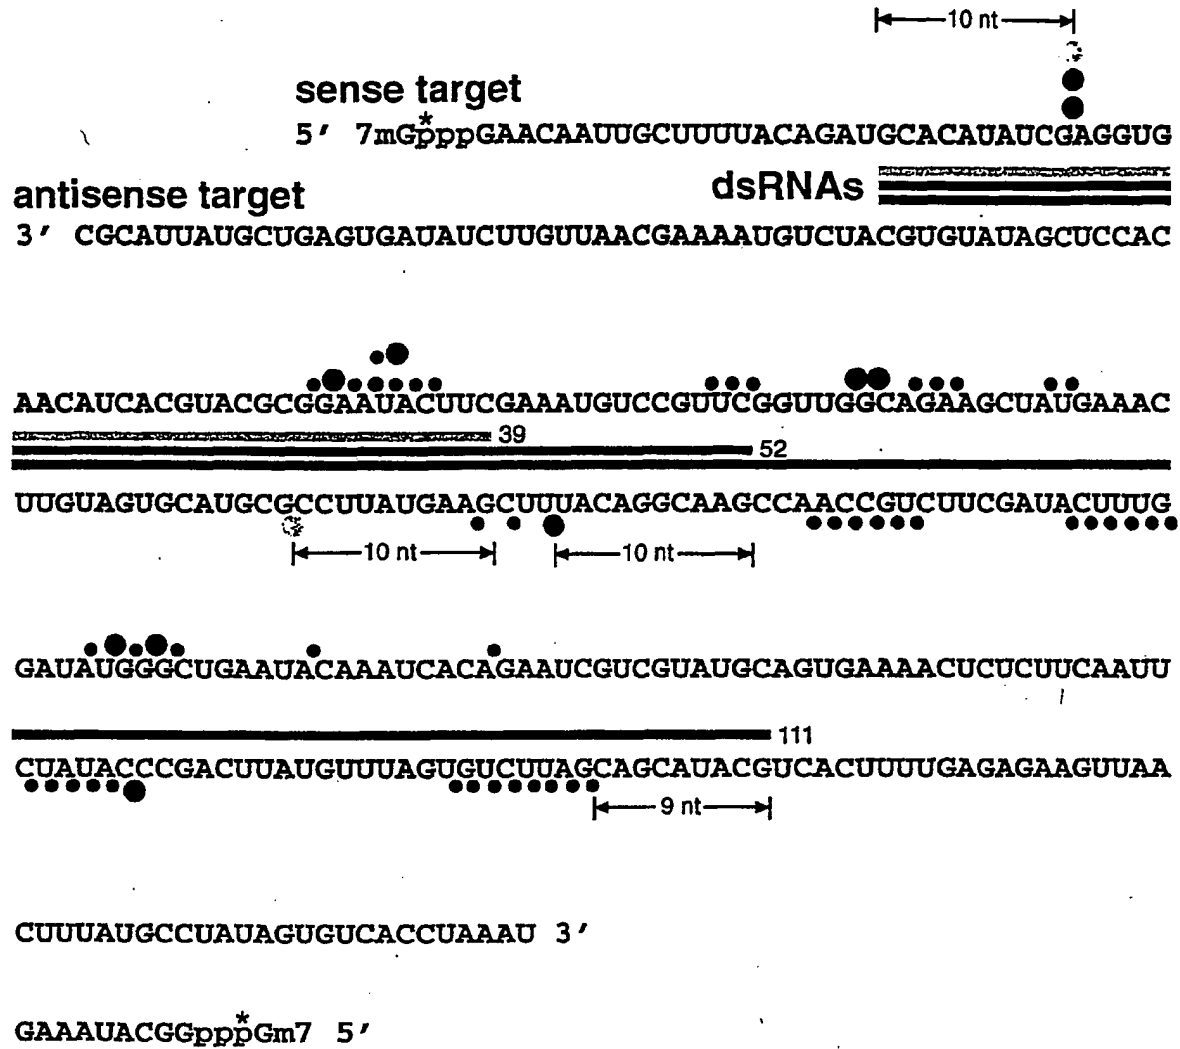 10 nt
sense target
*
5′ 7mGpppGAACAAUUGCUUUUACAGAUGCACAUAUCGAGGUG
dsRNAs
antisense target
3′ CGCAUUAUGCUGAGUGAUAUCUUGUUAACGAAAAUGUCUACGUGUAUAGCUCCAC
AACAUCACGUACGCGGAAUACUUCGAAAUGUCCGUUCGGUUGGCAGAAGCUAUGAAAC
39
52
UUGUAGUGCAUGCGCCUUAUGAAGCUUUACAGGCAAGCCAACCGUCUUCGAUACUUUG
10 nt
10 nt
GAUAUGGGCUGAAUACAAAUCACAGAAUCGUCGUAUGCAGUGAAAACUCUCUUCAAUU
111
CUAUACCCGACUUAUGUUUAGUGUCUUAGCAGCAUACGUCACUUUUGAGAGAAGUUAA
9 nt
CUUUAUGCCUAUAGUGUCACCUAAAU 3′
*
GAAAUACGGpppGm7 5′